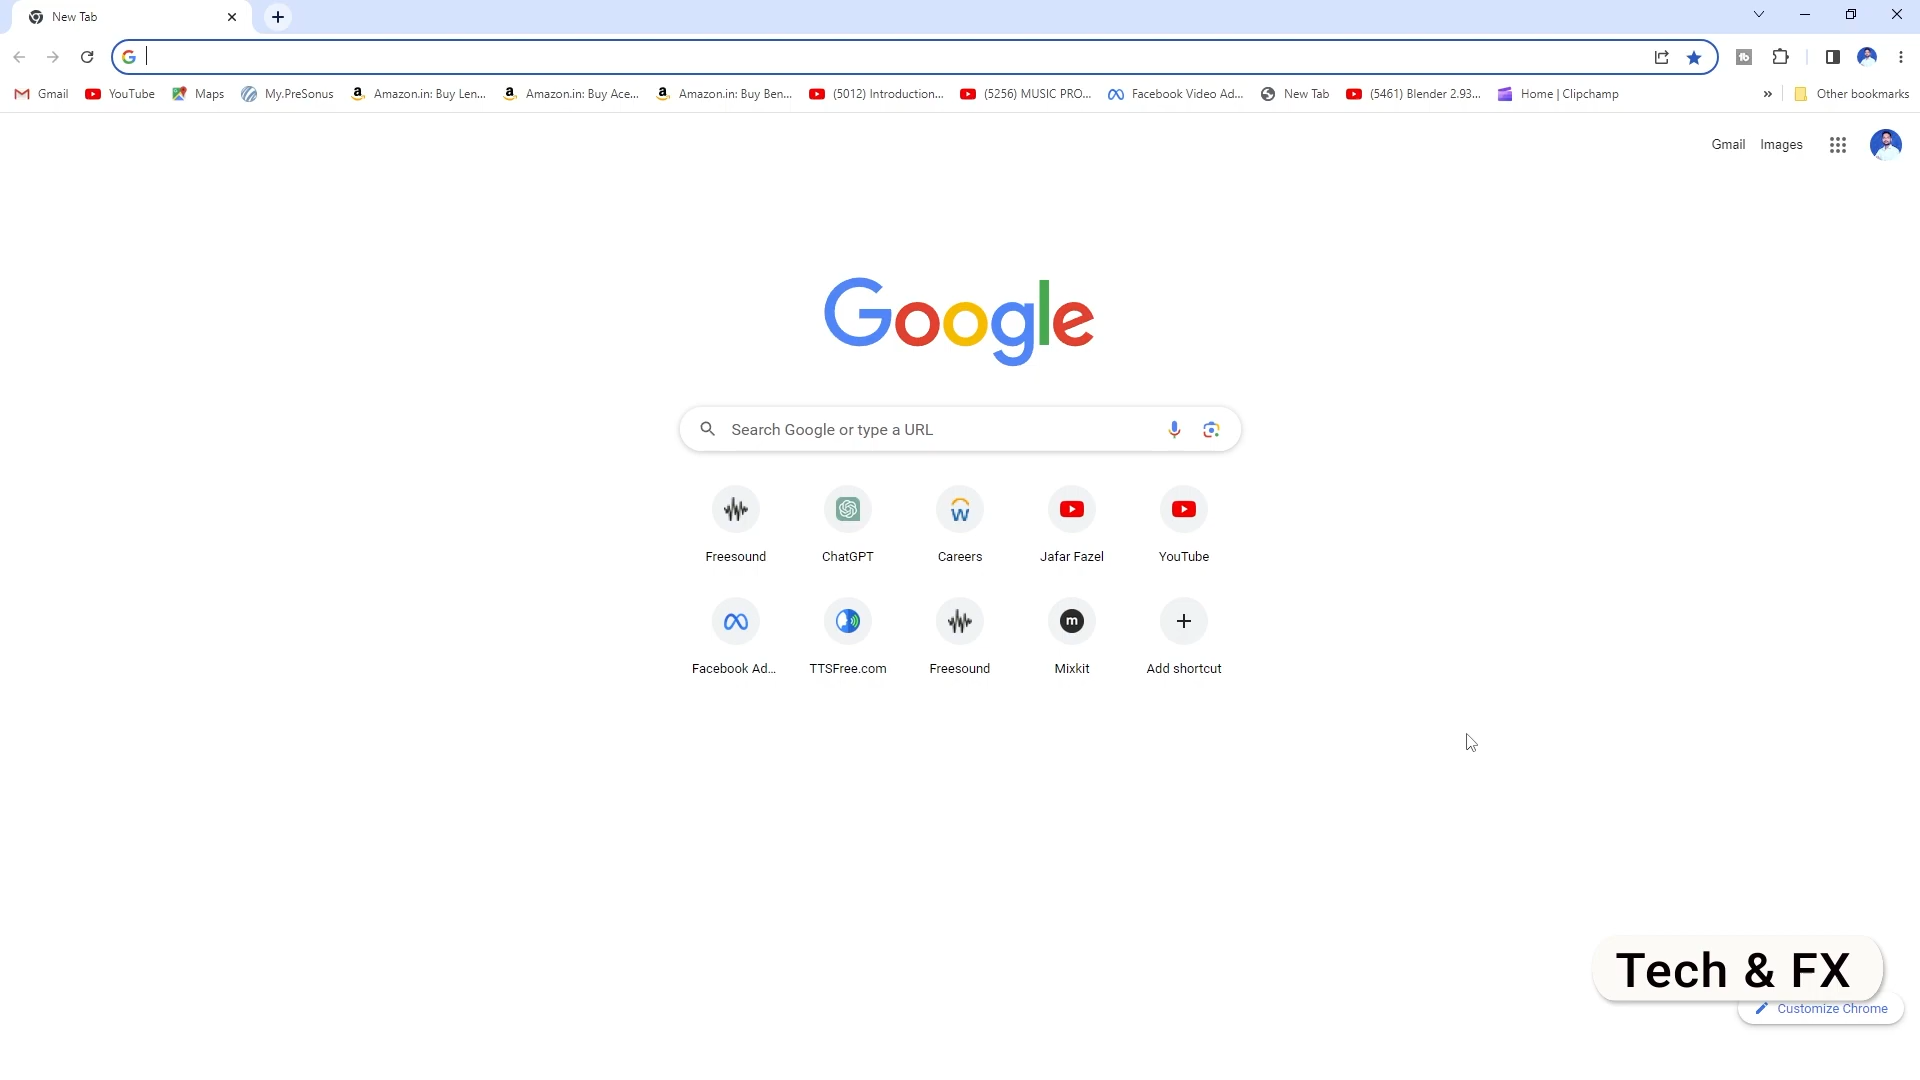 New Tab
Gmail YouTube Maps My.PreSonus Amazon.in: Buy Len... Amazon.in: Buy Ace... Amazon.in: Buy Ben... (5012) Introduction... (5256) MUSIC PRO... Facebook Video Ad... New Tab (5461) Blender 2.93... Home | Clipchamp » Other bookmarks
Gmail Images
Google
Search Google or type a URL
Freesound ChatGPT Careers Jafar Fazel YouTube
Facebook Ad... TTSFree.com Freesound Mixkit Add shortcut
Tech & FX
Customize Chrome